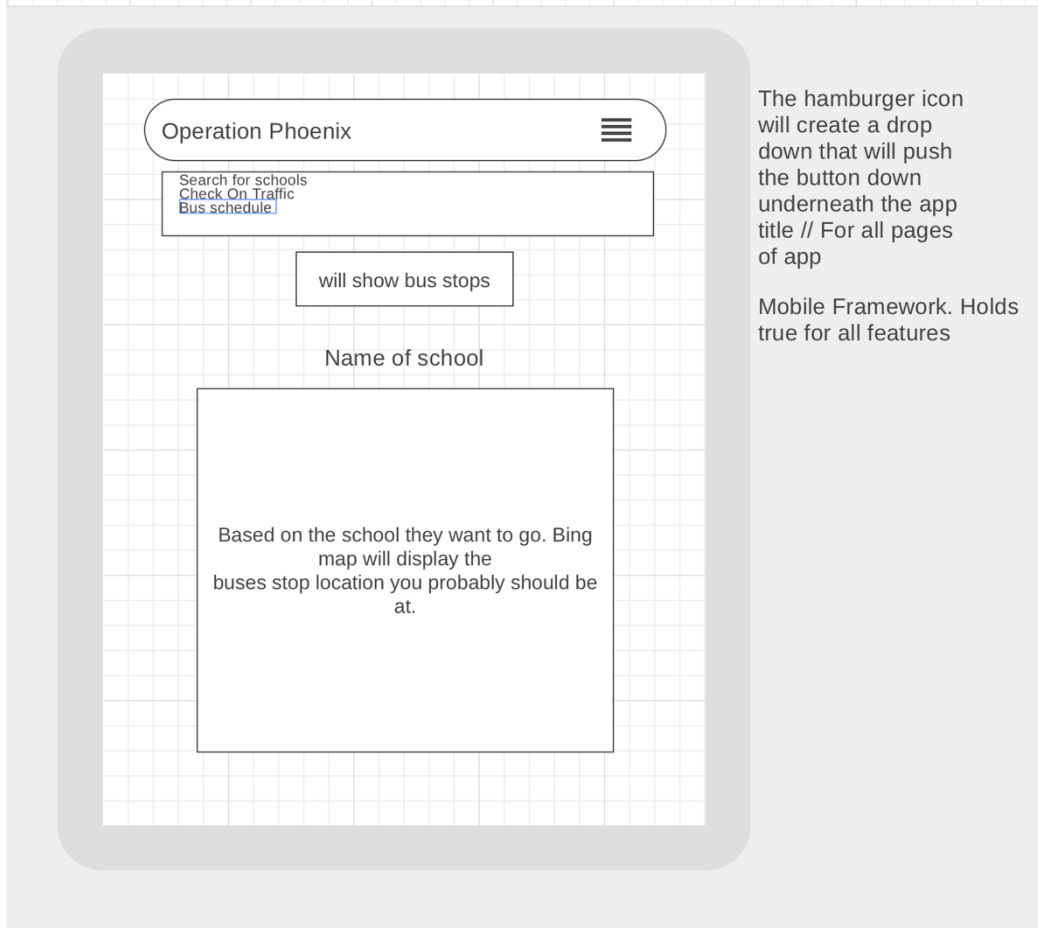 Operation Phoenix
Search for schools
Check On Traffic
Bus schedule
will show bus stops
Name of school
Based on the school they want to go. Bing
map will display the
buses stop location you probably should be
at.
The hamburger icon
will create a drop
down that will push
the button down
underneath the app
title // For all pages
of app
Mobile Framework. Holds
true for all features